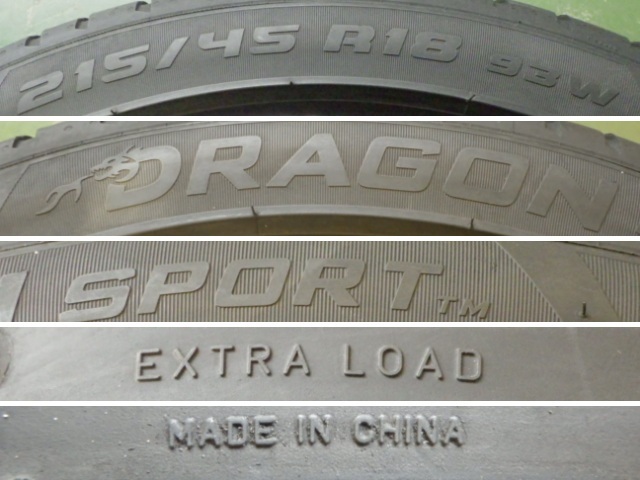 215/45 R18 93W
DRAGON
SPORT TM
EXTRA LOAD
MADE IN CHINA